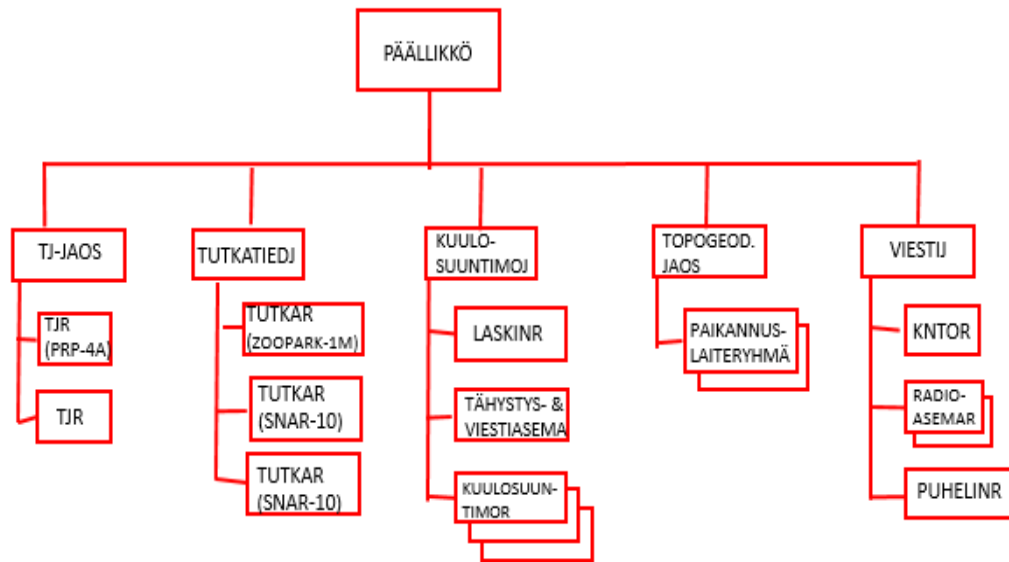 PÄÄLLIKKÖ
TJ-JAOS
TJR
(PRP-4A)
TJR
TUTKATIEDJ
TUTKAR
(ZOOPARK-1M)
TUTKAR
(SNAR-10)
TUTKAR
(SNAR-10)
KUULO-
SUUNTIMOJ
LASKINR
TÄHYSTYS- &
VIESTIASEMA
KUULOSUUN-
TIMOR
TOPOGEOD.
JAOS
PAIKANNUS-
LAITERYHMÄ
VIESTIJ
KNTOR
RADIO-
ASEMAR
PUHELINR